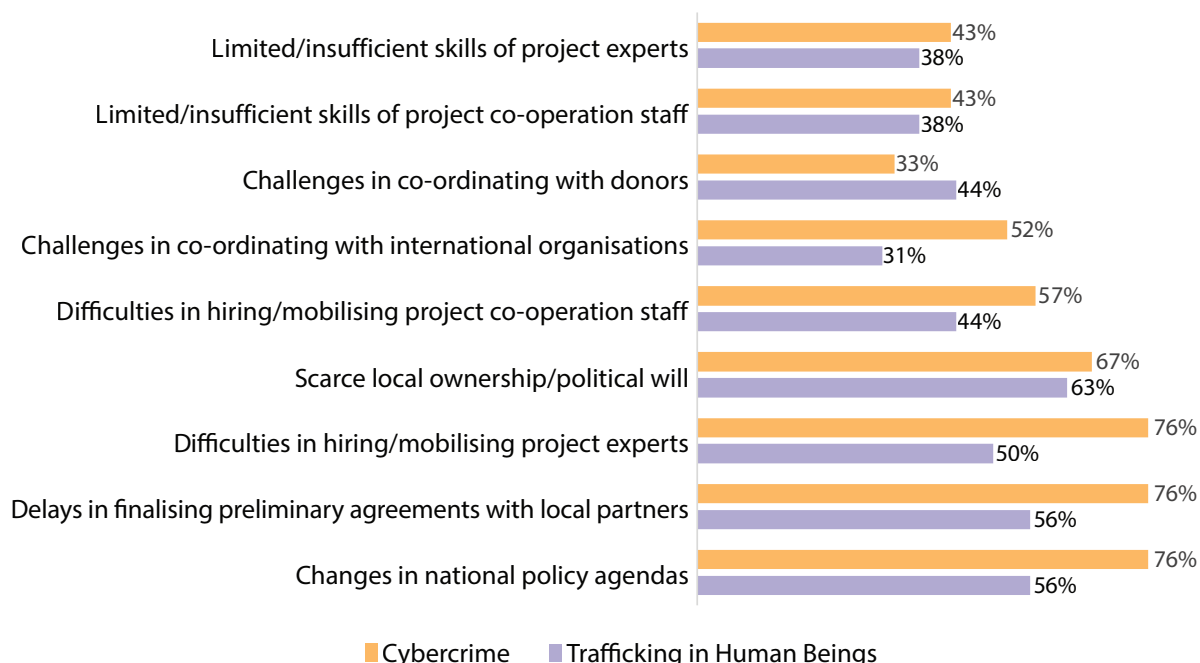 Limited/insufficient skills of project experts
43%
38%
Limited/insufficient skills of project co-operation staff
43%
38%
Challenges in co-ordinating with donors
33%
44%
Challenges in co-ordinating with international organisations
52%
31%
Difficulties in hiring/mobilising project co-operation staff
57%
44%
Scarce local ownership/political will
67%
63%
Difficulties in hiring/mobilising project experts
76%
50%
Delays in finalising preliminary agreements with local partners
76%
56%
Changes in national policy agendas
76%
56%
Cybercrime Trafficking in Human Beings